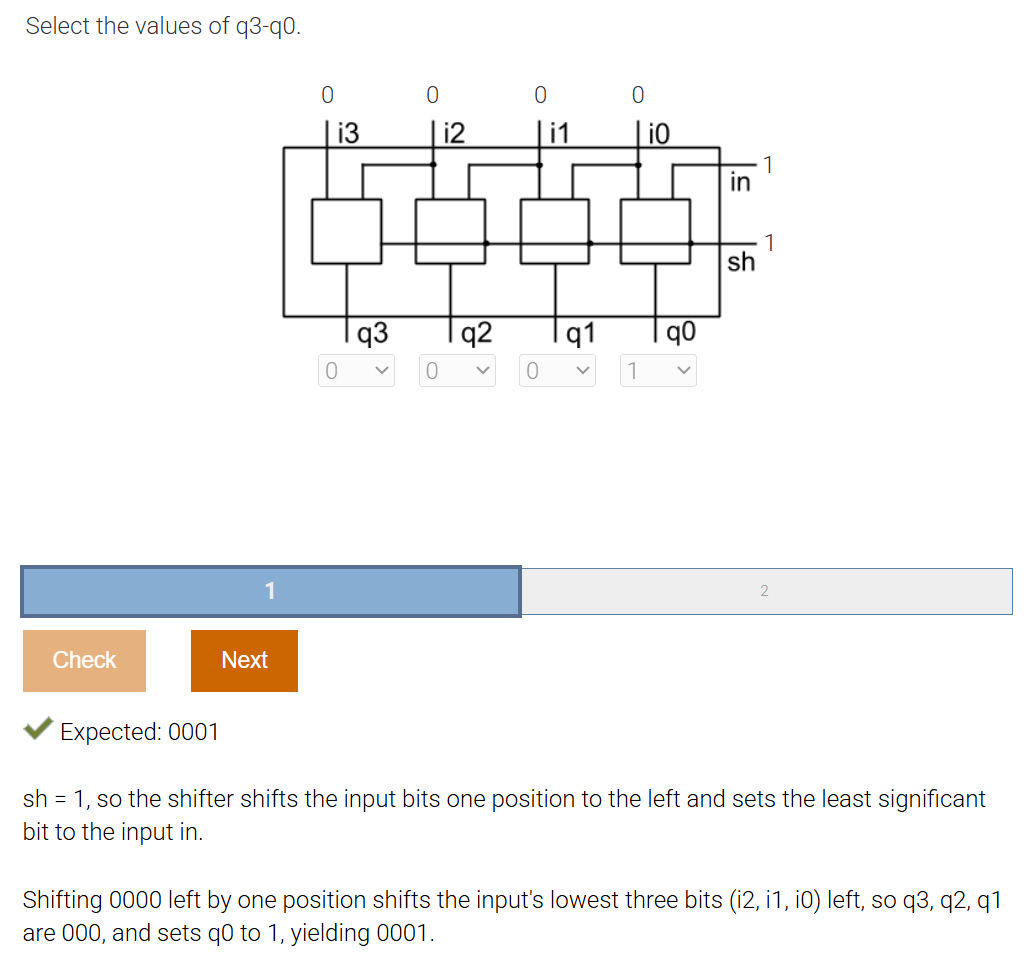 Select the values of q3-q0.
0 0 0 0
i3 i2 i1 i0
1
in
1
sh
q3 q2 q1 q0
0 0 0 1
1 2
Check Next
Expected: 0001
sh = 1, so the shifter shifts the input bits one position to the left and sets the least significant
bit to the input in.
Shifting 0000 left by one position shifts the input's lowest three bits (i2, i1, i0) left, so q3, q2, q1
are 000, and sets q0 to 1, yielding 0001.